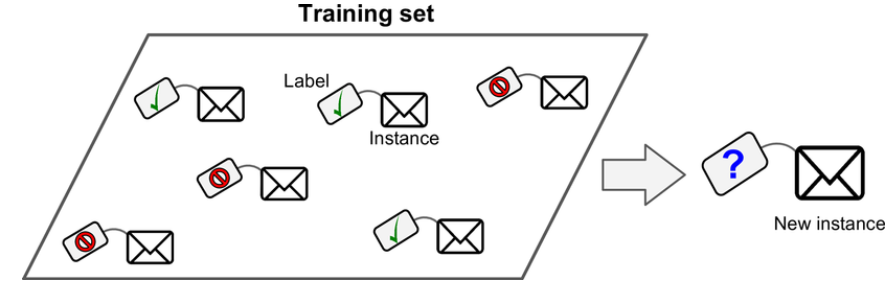 Training set
Label
Instance
?
New instance